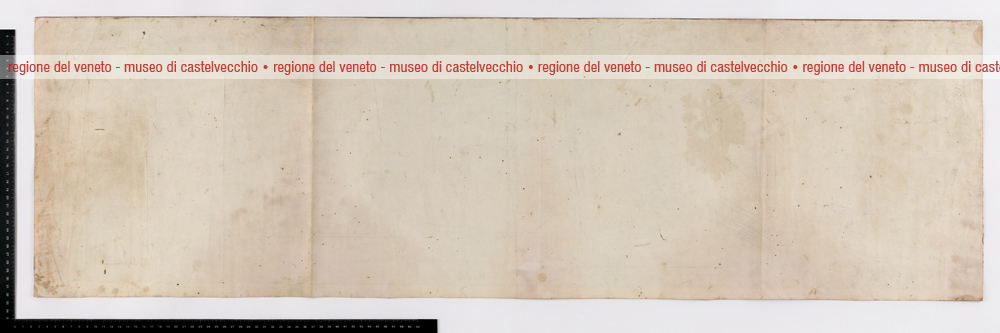 regione del veneto - museo di castelvecchio • regione del veneto - museo di castelvecchio • regione del veneto - museo di castelvecchio • regione del veneto - museo di cast